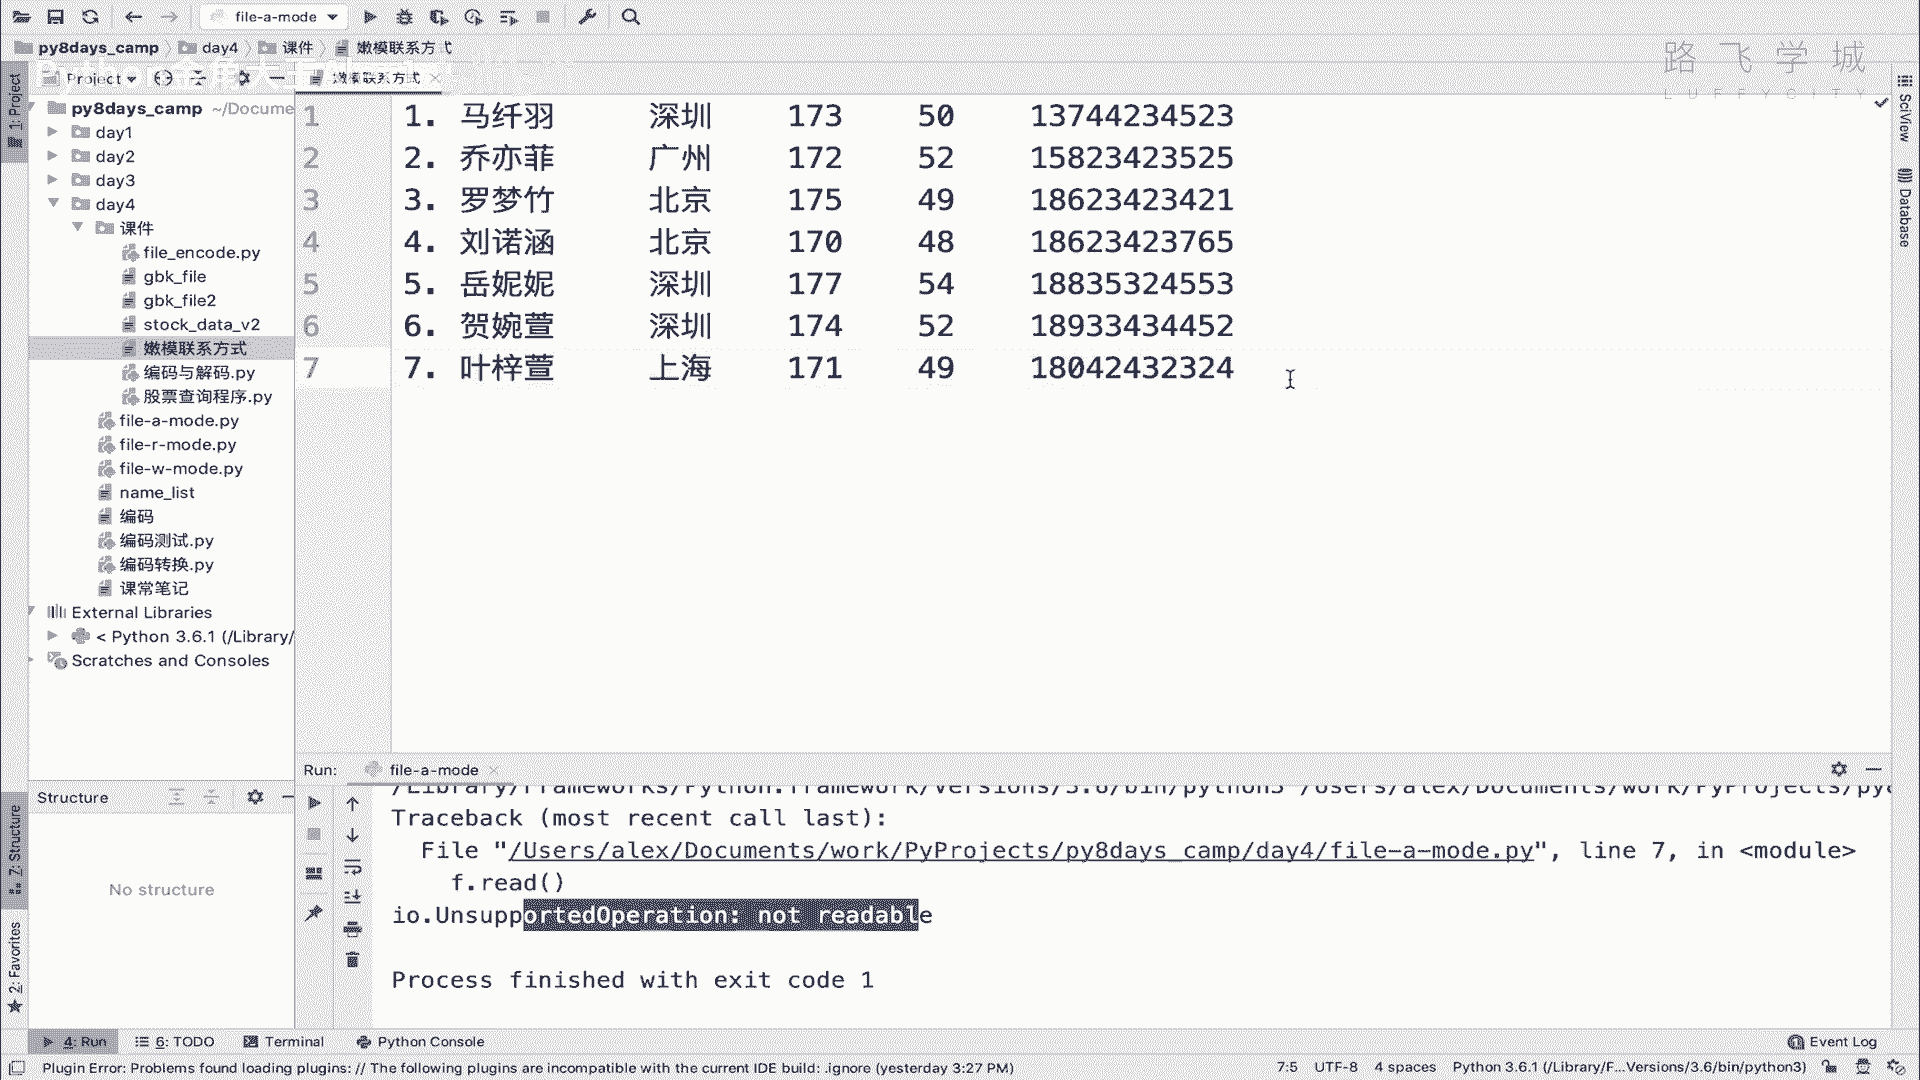 file-a-mode
py8days_camp
day4
课件
嫩模联系方式
路飞学城
LUFFYCITY
1: Project
Project
嫩模联系方式
py8days_camp ~/Docume
day1
day2
day3
day4
课件
file_encode.py
gbk_file
gbk_file2
stock_data_v2
嫩模联系方式
编码与解码.py
股票查询程序.py
file-a-mode.py
file-r-mode.py
file-w-mode.py
name_list
编码
编码测试.py
编码转换.py
课常笔记
External Libraries
< Python 3.6.1 (/Library/
Scratches and Consoles
1 1. 马纤羽 深圳 173 50 13744234523
2 2. 乔亦菲 广州 172 52 15823423525
3 3. 罗梦竹 北京 175 49 18623423421
4 4. 刘诺涵 北京 170 48 18623423765
5 5. 岳妮妮 深圳 177 54 18835324553
6 6. 贺婉萱 深圳 174 52 18933434452
7 7. 叶梓萱 上海 171 49 18042432324
SciView
Database
Structure
No structure
7: Structure
2: Favorites
Run: file-a-mode
/Library/Frameworks/Python.framework/Versions/3.6/bin/python3 /Users/alex/Documents/work/PyProjects/py8
Traceback (most recent call last):
File "/Users/alex/Documents/work/PyProjects/py8days_camp/day4/file-a-mode.py", line 7, in <module>
f.read()
io.UnsupportedOperation: not readable
Process finished with exit code 1
4: Run
6: TODO
Terminal
Python Console
Event Log
Plugin Error: Problems found loading plugins: // The following plugins are incompatible with the current IDE build: .ignore (yesterday 3:27 PM)
7:5 UTF-8 4 spaces Python 3.6.1 (/Library/F...Versions/3.6/bin/python3)